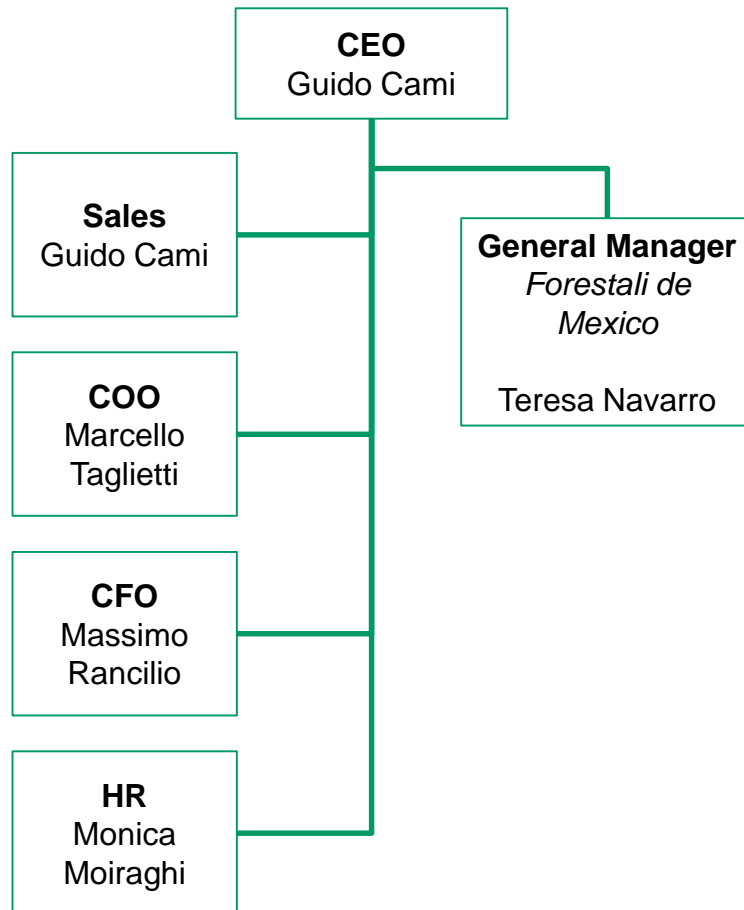 CEO
Guido Cami
Sales
Guido Cami
General Manager
Forestali de
Mexico
Teresa Navarro
COO
Marcello
Taglietti
CFO
Massimo
Rancilio
HR
Monica
Moiraghi